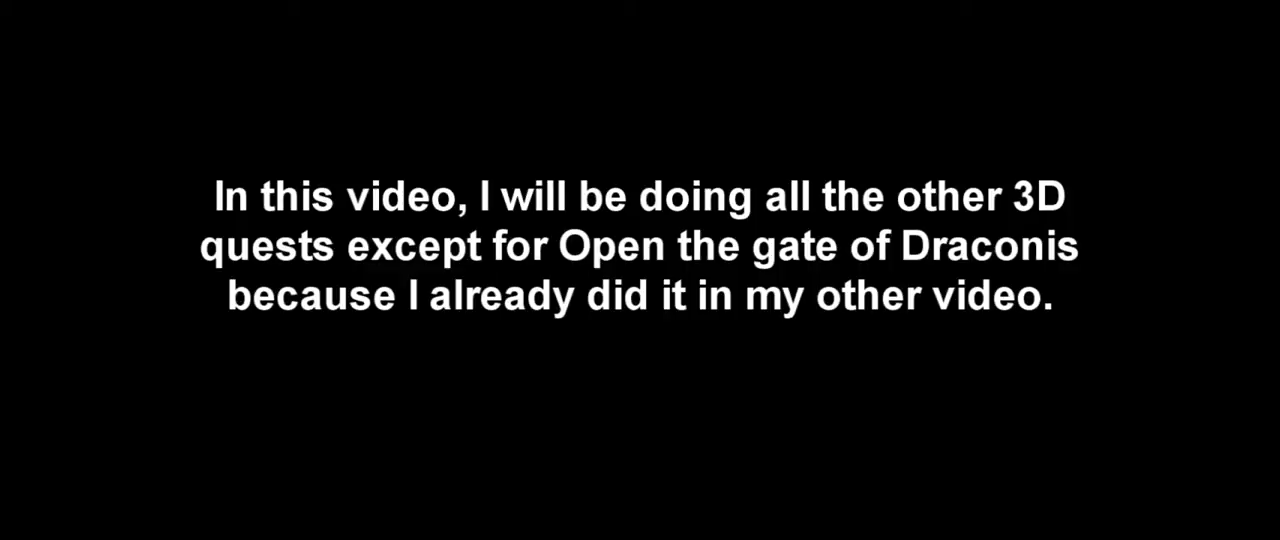 In this video, I will be doing all the other 3D
quests except for Open the gate of Draconis
because I already did it in my other video.